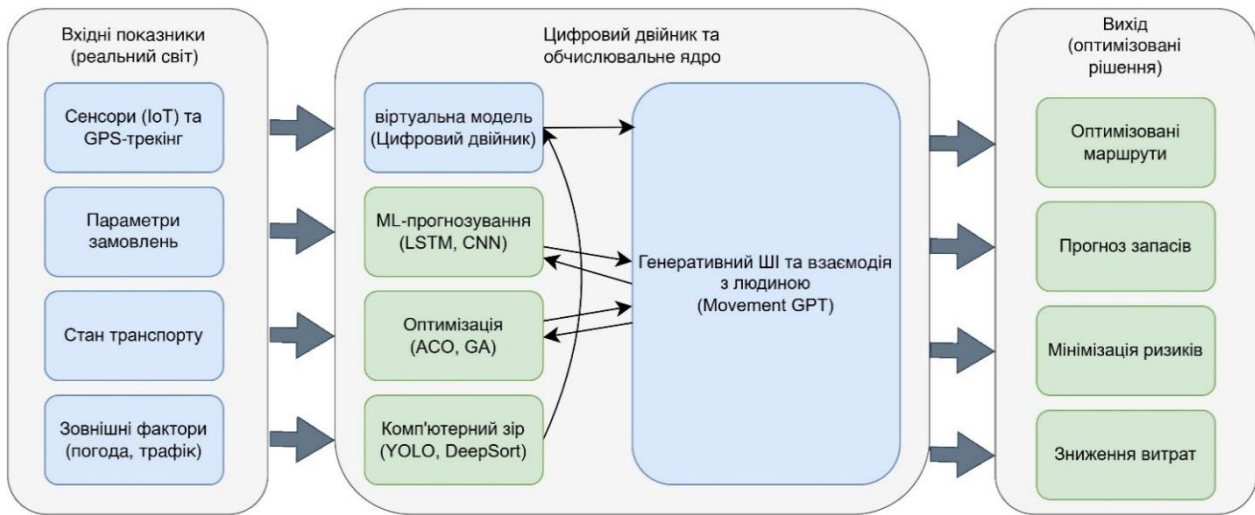 Вхідні показники
(реальний світ)
Сенсори (IoT) та
GPS-трекінг
Параметри
замовлень
Стан транспорту
Зовнішні фактори
(погода, трафік)
Цифровий двійник та
обчислювальне ядро
віртуальна модель
(Цифровий двійник)
ML-прогнозування
(LSTM, CNN)
Оптимізація
(ACO, GA)
Комп'ютерний зір
(YOLO, DeepSort)
Генеративний ШІ та взаємодія
з людиною
(Movement GPT)
Вихід
(оптимізовані
рішення)
Оптимізовані
маршрути
Прогноз запасів
Мінімізація ризиків
Зниження витрат